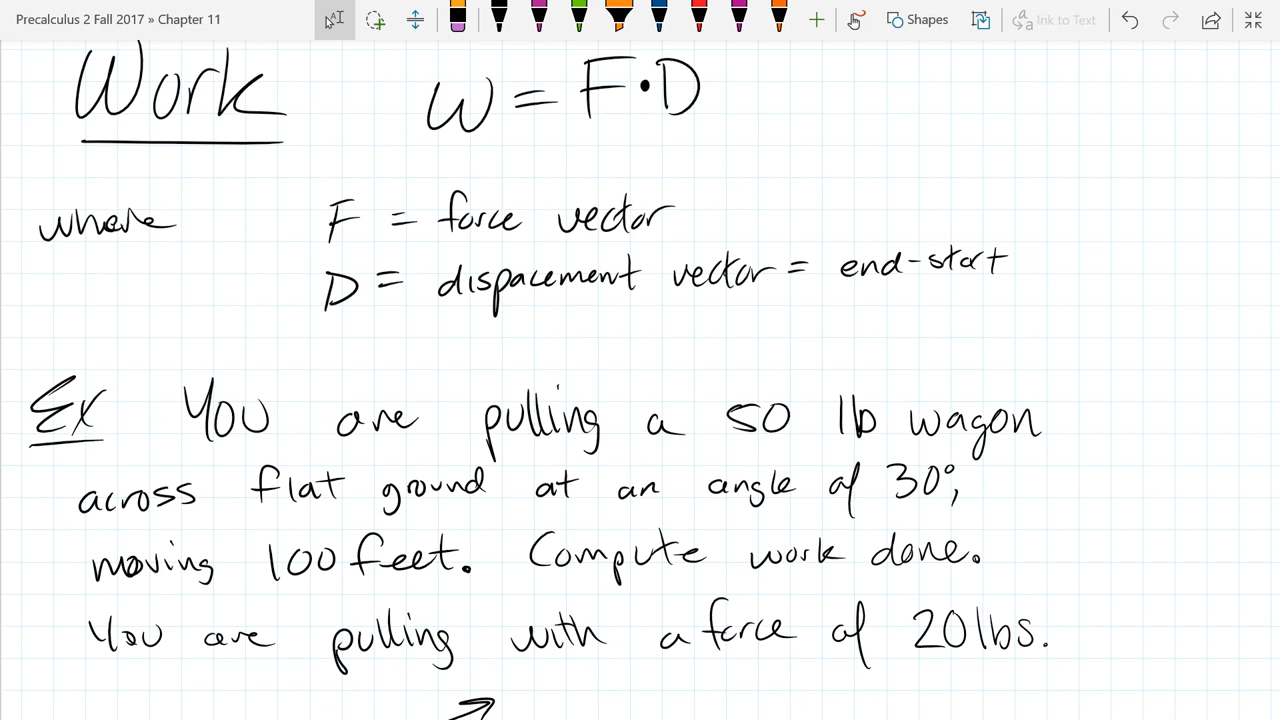 Precalculus 2 Fall 2017 » Chapter 11
Shapes
Ink to Text
Work W = F·D
where F = force vector
D = dispacement vector = end-start
Ex You are pulling a 50 lb wagon
across flat ground at an angle of 30°,
moving 100 feet. Compute work done.
You are pulling with a force of 20 lbs.